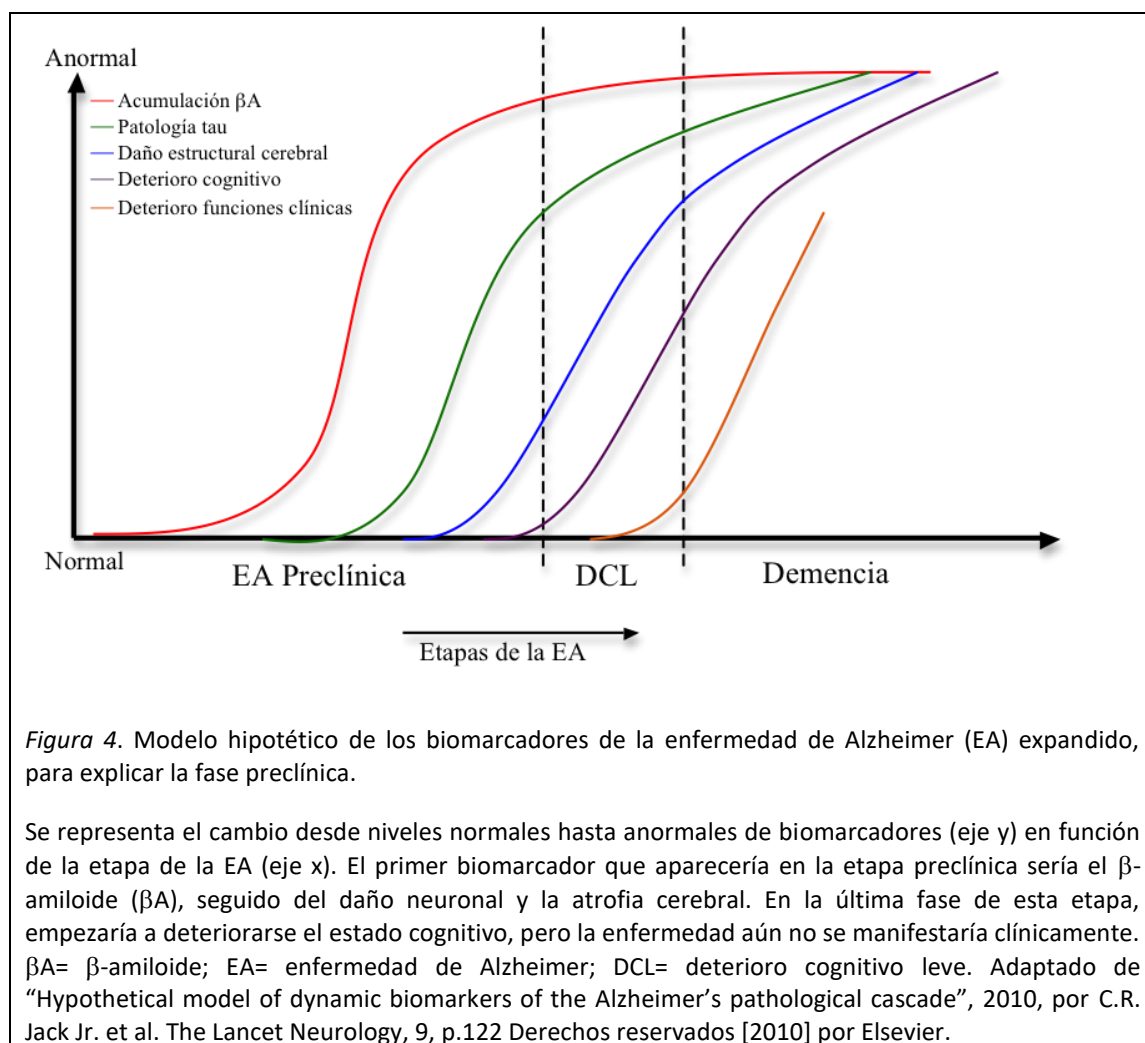 Anormal
Acumulación βA
Patología tau
Daño estructural cerebral
Deterioro cognitivo
Deterioro funciones clínicas
Normal
EA Preclínica
DCL
Demencia
Etapas de la EA
Figura 4. Modelo hipotético de los biomarcadores de la enfermedad de Alzheimer (EA) expandido,
para explicar la fase preclínica.
Se representa el cambio desde niveles normales hasta anormales de biomarcadores (eje y) en función
de la etapa de la EA (eje x). El primer biomarcador que aparecería en la etapa preclínica sería el β-
amiloide (βA), seguido del daño neuronal y la atrofia cerebral. En la última fase de esta etapa,
empezaría a deteriorarse el estado cognitivo, pero la enfermedad aún no se manifestaría clínicamente.
βA= β-amiloide; EA= enfermedad de Alzheimer; DCL= deterioro cognitivo leve. Adaptado de
“Hypothetical model of dynamic biomarkers of the Alzheimer’s pathological cascade”, 2010, por C.R.
Jack Jr. et al. The Lancet Neurology, 9, p.122 Derechos reservados [2010] por Elsevier.